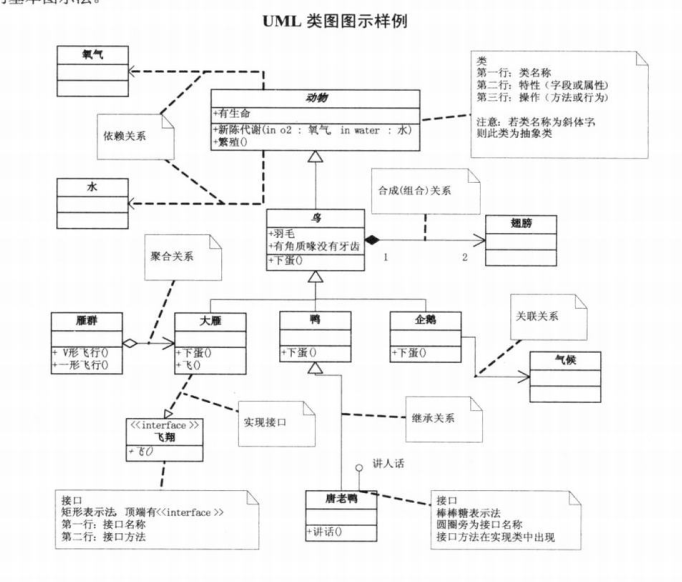 UML 类图图示样例
氧气
动物
+有生命
+新陈代谢(in o2 : 氧气, in water : 水)
+繁殖()
类
第一行：类名称
第二行：特性（字段或属性）
第三行：操作（方法或行为）
注意：若类名称为斜体字，
则此类为抽象类
依赖关系
水
鸟
+羽毛
+有角质喙没有牙齿
+下蛋()
合成(组合)关系
1
2
翅膀
聚合关系
雁群
+ V形飞行()
+一形飞行()
大雁
+下蛋()
+飞()
鸭
+下蛋()
企鹅
+下蛋()
关联关系
气候
<<interface >>
飞翔
+飞()
实现接口
继承关系
讲人话
唐老鸭
+讲话()
接口
矩形表示法，顶端有<<interface >>
第一行：接口名称
第二行：接口方法
接口
棒棒糖表示法
圆圈旁为接口名称
接口方法在实现类中出现